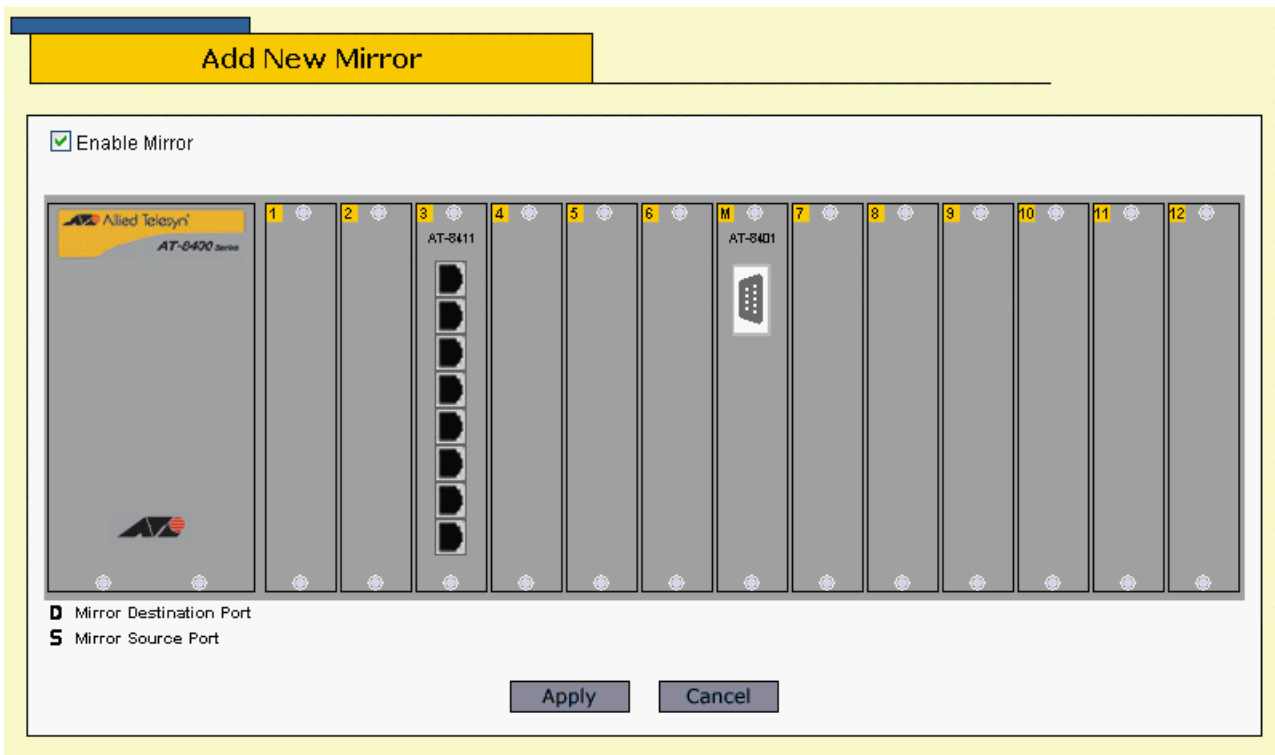 Add New Mirror
Enable Mirror
Allied Telesyn
AT-8400 Series
1 2 3 4 5 6 M 7 8 9 10 11 12
AT-8411 AT-8401
D Mirror Destination Port
S Mirror Source Port
Apply Cancel